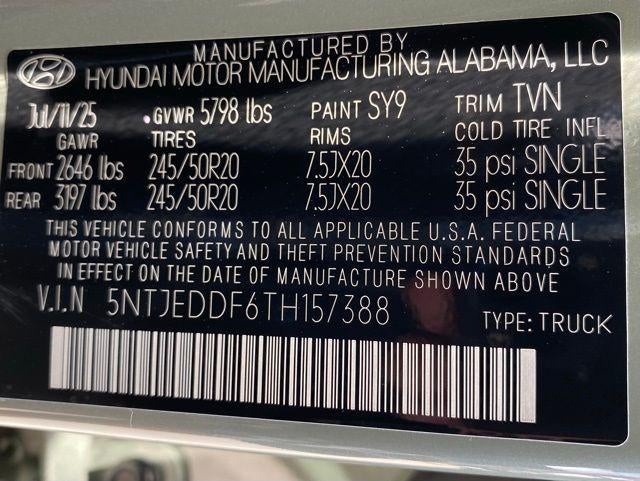 MANUFACTURED BY
HYUNDAI MOTOR MANUFACTURING ALABAMA, LLC
Jul/11/25 GVWR 5798 lbs PAINT SY9 TRIM TVN
GAWR TIRES RIMS COLD TIRE INFL.
FRONT 2646 lbs 245/50R20 7.5JX20 35 psi SINGLE
REAR 3197 lbs 245/50R20 7.5JX20 35 psi SINGLE
THIS VEHICLE CONFORMS TO ALL APPLICABLE U.S.A. FEDERAL
MOTOR VEHICLE SAFETY AND THEFT PREVENTION STANDARDS
IN EFFECT ON THE DATE OF MANUFACTURE SHOWN ABOVE
V.I.N 5NTJEDDF6TH157388 TYPE: TRUCK